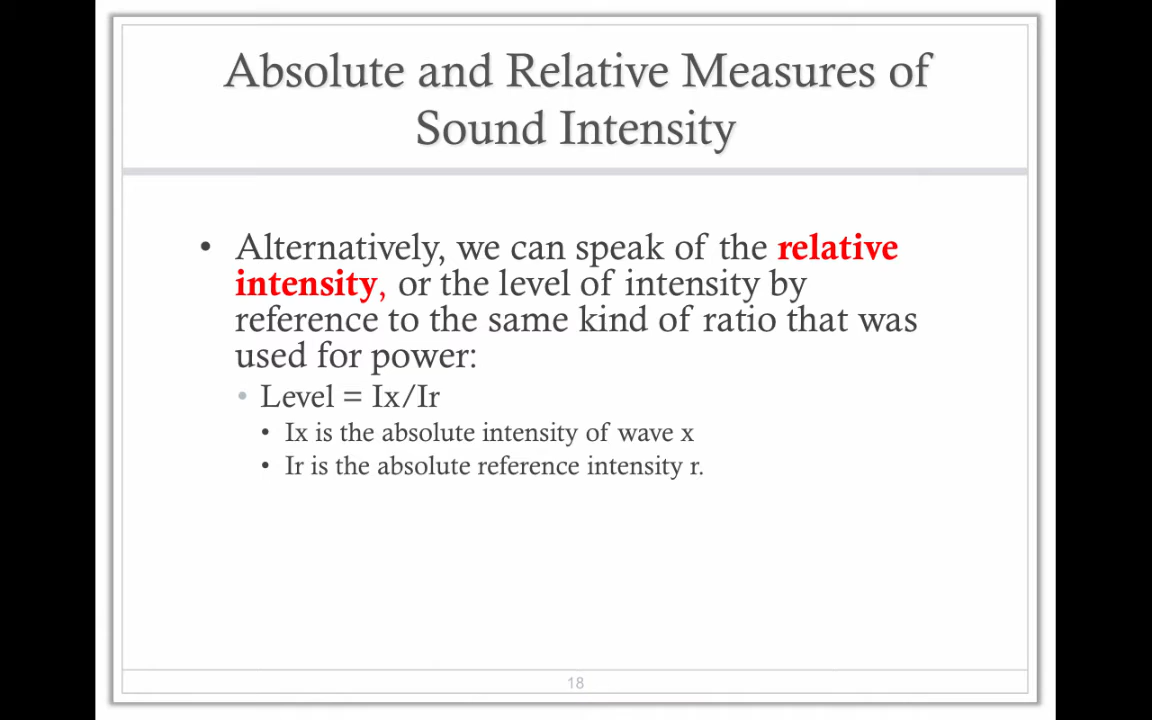 Absolute and Relative Measures of
Sound Intensity
• Alternatively, we can speak of the relative
intensity, or the level of intensity by
reference to the same kind of ratio that was
used for power:
• Level = Ix/Ir
• Ix is the absolute intensity of wave x
• Ir is the absolute reference intensity r.
18